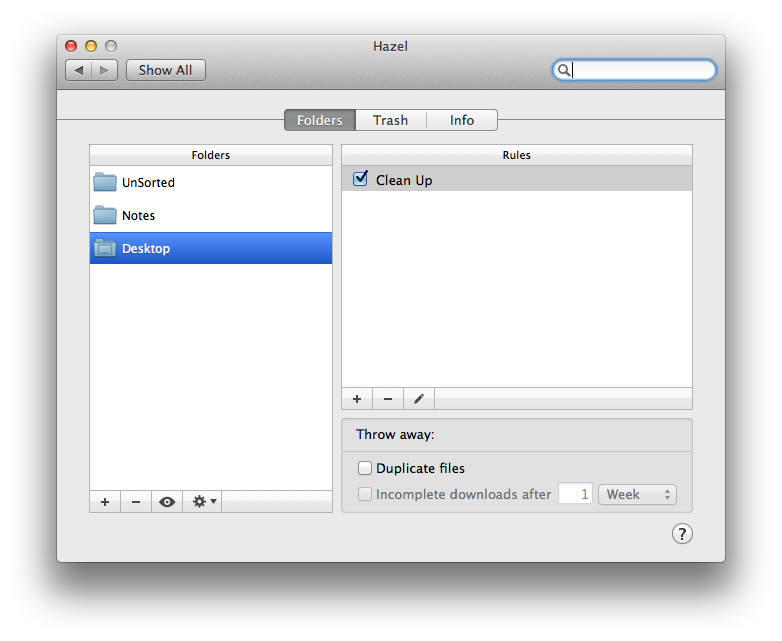 Hazel
Show All
Folders
Trash
Info
Folders
UnSorted
Notes
Desktop
Rules
Clean Up
Throw away:
Duplicate files
Incomplete downloads after 1 Week
?